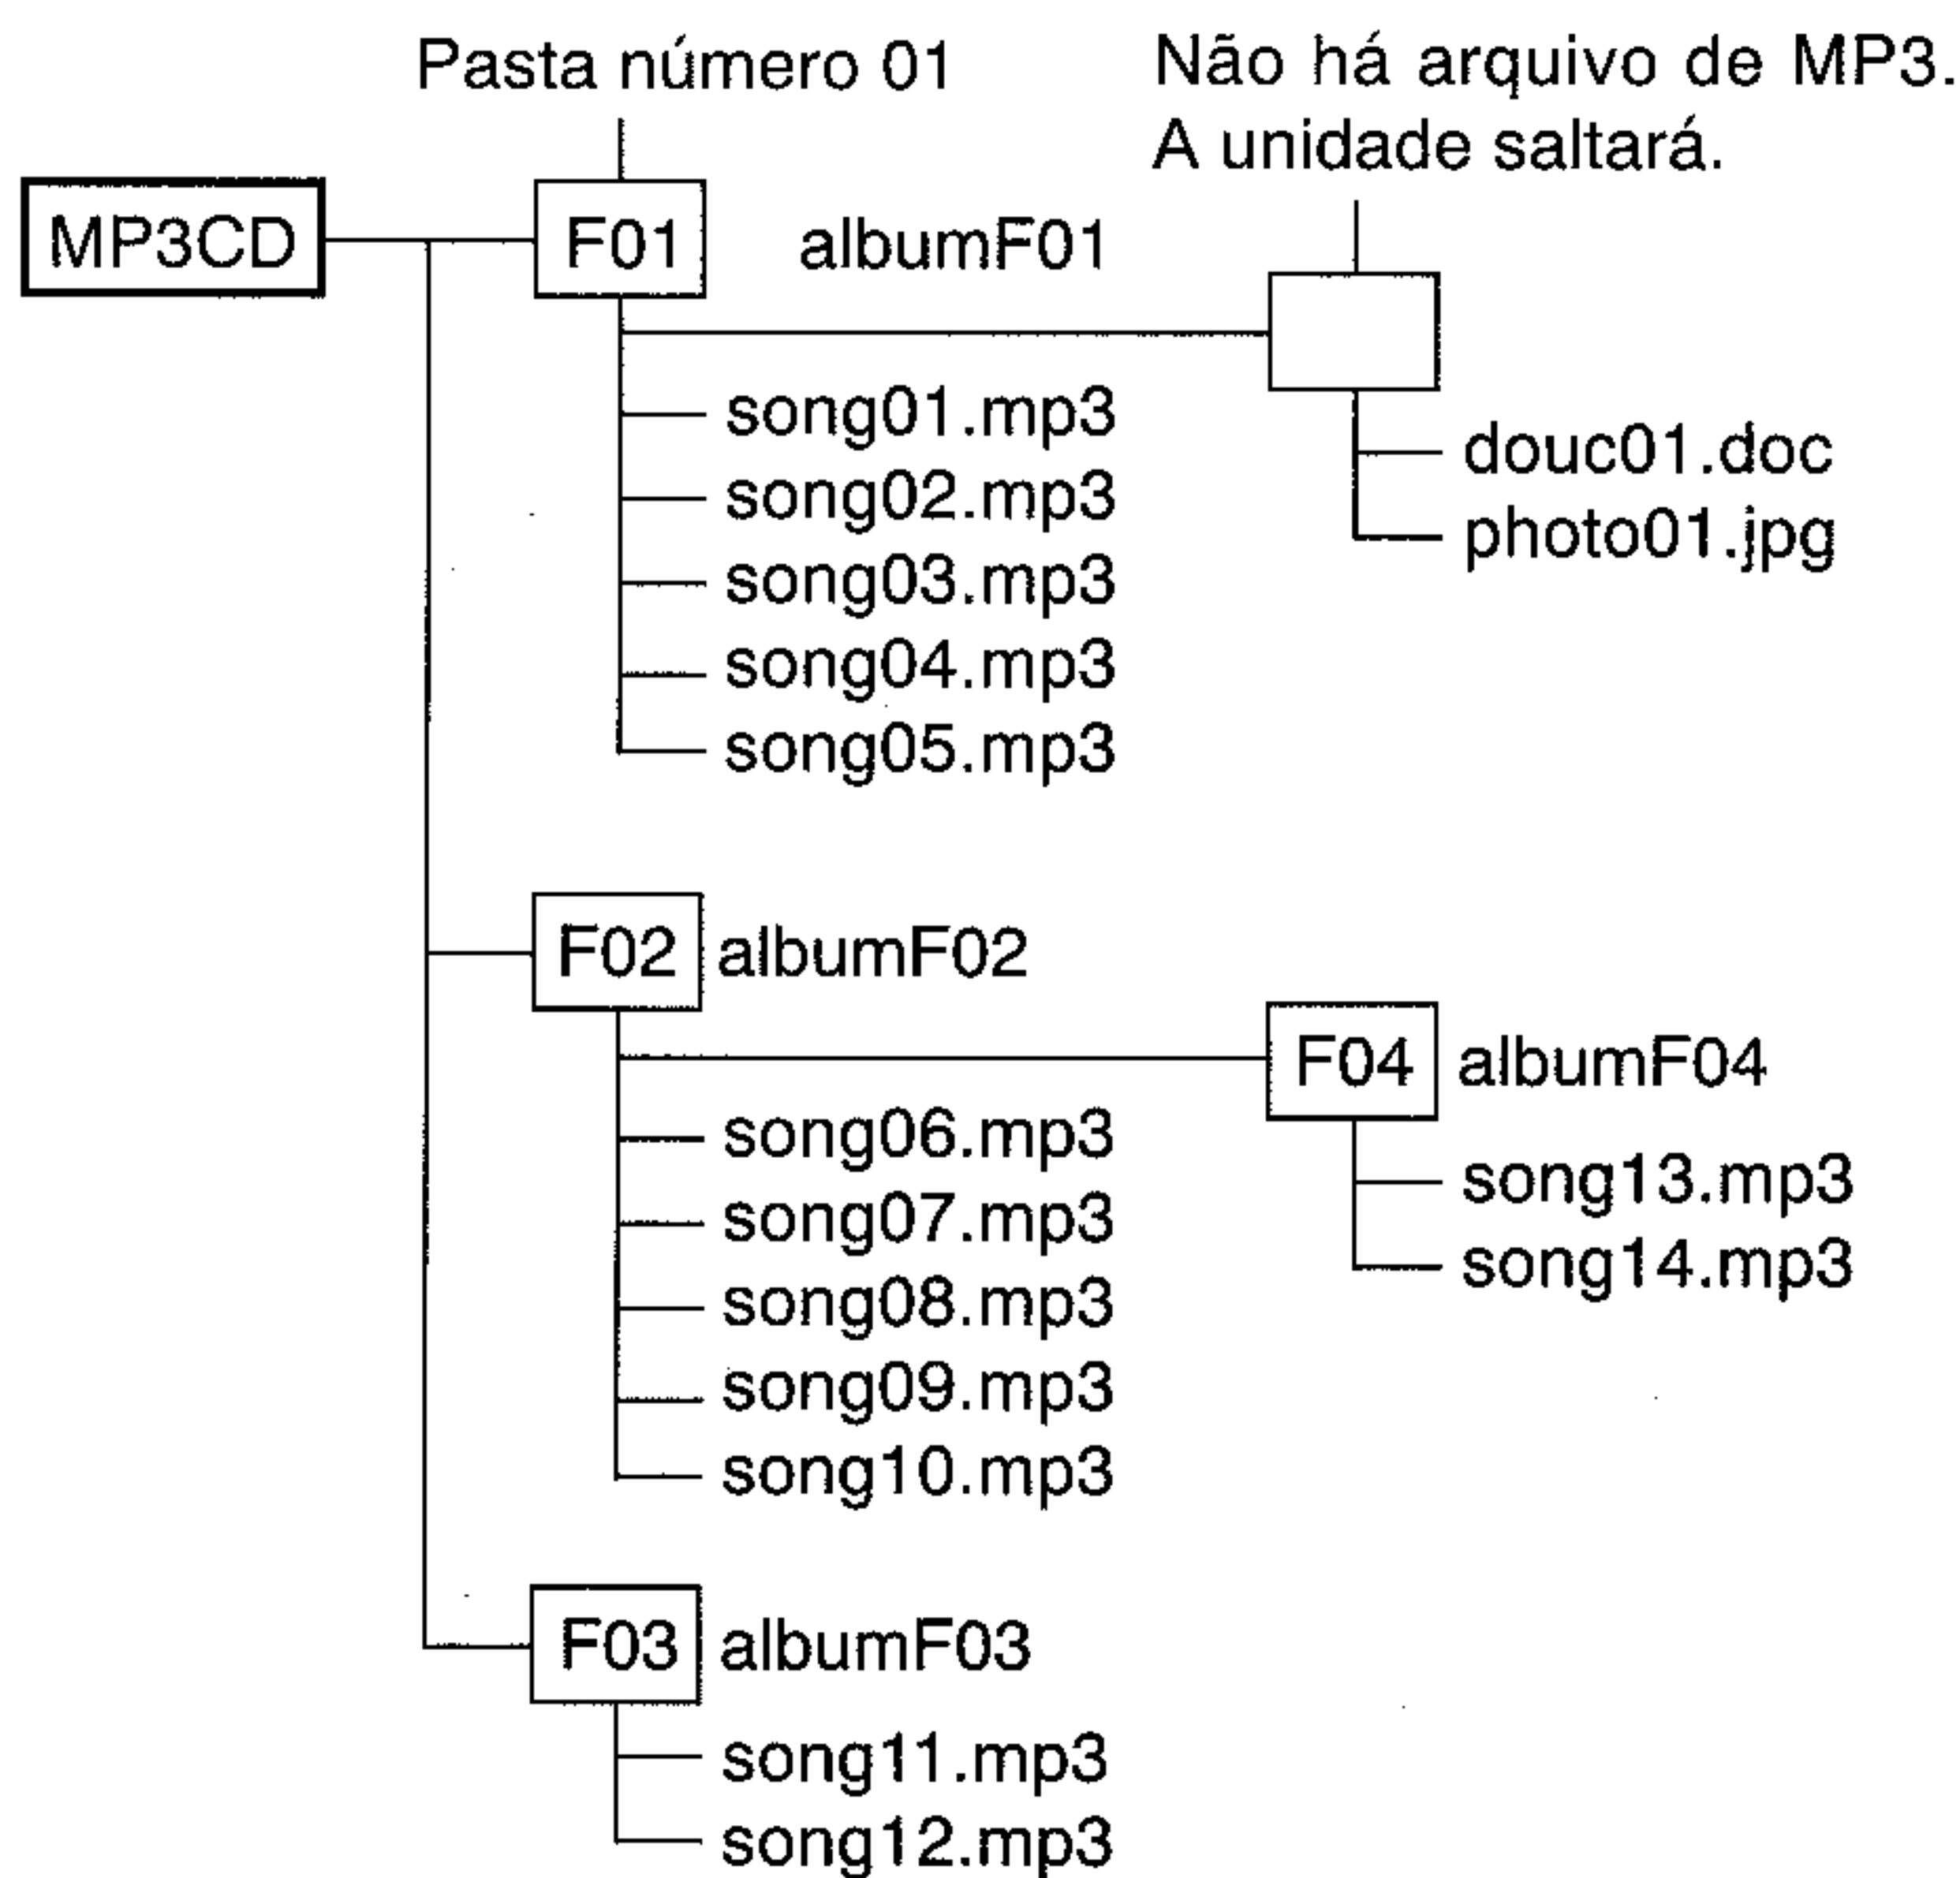 Pasta número 01
Não há arquivo de MP3.
A unidade saltará.
MP3CD
F01
albumF01
song01.mp3
song02.mp3
song03.mp3
song04.mp3
song05.mp3
douc01.doc
photo01.jpg
F02
albumF02
song06.mp3
song07.mp3
song08.mp3
song09.mp3
song10.mp3
F04
albumF04
song13.mp3
song14.mp3
F03
albumF03
song11.mp3
song12.mp3